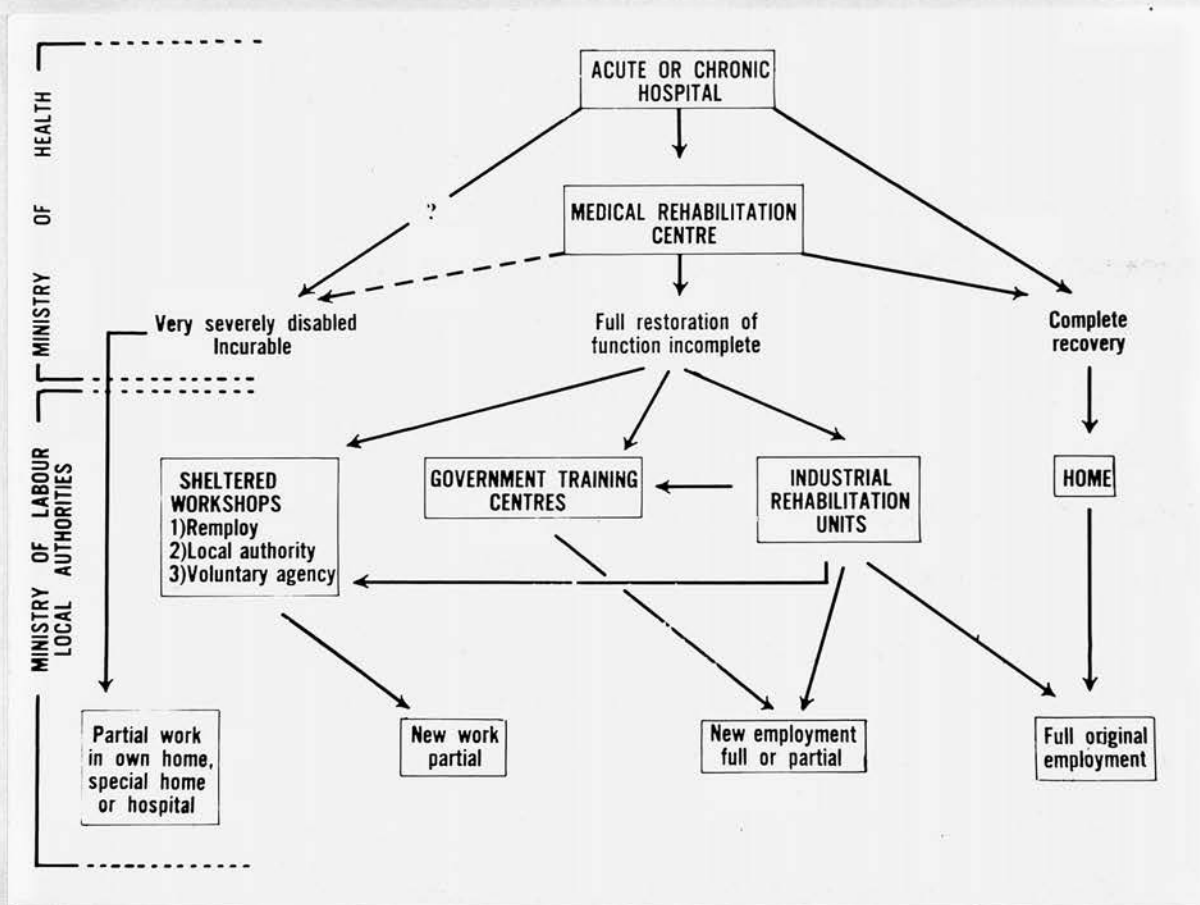 MINISTRY OF HEALTH
ACUTE OR CHRONIC
HOSPITAL
?
MEDICAL REHABILITATION
CENTRE
Very severely disabled
Incurable
Full restoration of
function incomplete
Complete
recovery
MINISTRY OF LABOUR
LOCAL AUTHORITIES
SHELTERED
WORKSHOPS
1)Remploy
2)Local authority
3)Voluntary agency
GOVERNMENT TRAINING
CENTRES
INDUSTRIAL
REHABILITATION
UNITS
HOME
Partial work
in own home,
special home
or hospital
New work
partial
New employment
full or partial
Full original
employment